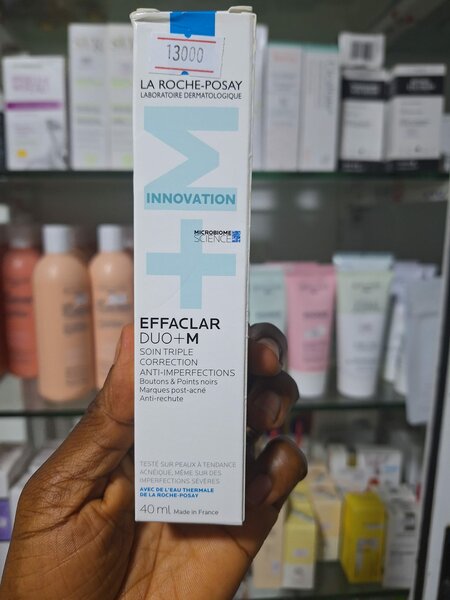 13000
LA ROCHE-POSAY
LABORATOIRE DERMATOLOGIQUE
+M
INNOVATION
MICROBIOME
SCIENCE
EFFACLAR
DUO+M
SOIN TRIPLE
CORRECTION
ANTI-IMPERFECTIONS
Boutons & Points noirs
Marques post-acné
Anti-rechute
TESTÉ SUR PEAUX À TENDANCE
ACNÉIQUE, MÊME SUR DES
IMPERFECTIONS SÉVÈRES
AVEC DE L'EAU THERMALE
DE LA ROCHE-POSAY
40 ml Made in France